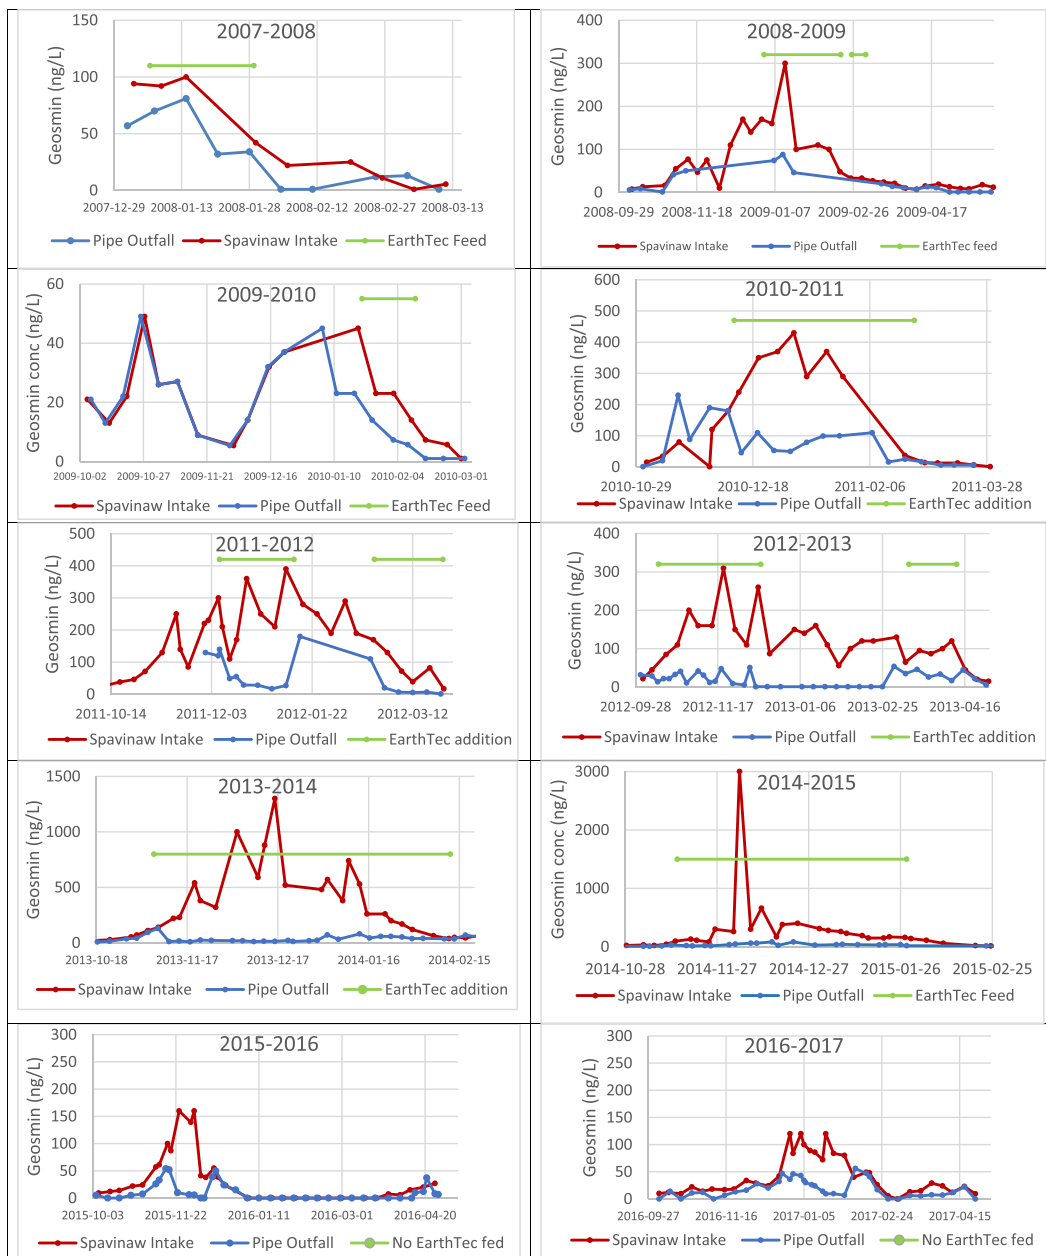 2007-2008
Geosmin (ng/L)
150
100
50
0
2007-12-29 2008-01-13 2008-01-28 2008-02-12 2008-02-27 2008-03-13
Pipe Outfall Spavinaw Intake EarthTec Feed
2008-2009
Geosmin (ng/L)
400
300
200
100
0
2008-09-29 2008-11-18 2009-01-07 2009-02-26 2009-04-17
Spavinaw Intake Pipe Outfall EarthTec feed
2009-2010
Geosmin conc (ng/L)
60
40
20
0
2009-10-02 2009-10-27 2009-11-21 2009-12-16 2010-01-10 2010-02-04 2010-03-01
Spavinaw Intake Pipe Outfall EarthTec Feed
2010-2011
Geosmin (ng/L)
600
500
400
300
200
100
0
2010-10-29 2010-12-18 2011-02-06 2011-03-28
Spavinaw Intake Pipe Outfall EarthTec addition
2011-2012
Geosmin (ng/L)
500
400
300
200
100
0
2011-10-14 2011-12-03 2012-01-22 2012-03-12
Spavinaw Intake Pipe Outfall EarthTec addition
2012-2013
Geosmin (ng/L)
400
300
200
100
0
2012-09-28 2012-11-17 2013-01-06 2013-02-25 2013-04-16
Spavinaw Intake Pipe Outfall EarthTec addition
2013-2014
Geosmin (ng/L)
1500
1000
500
0
2013-10-18 2013-11-17 2013-12-17 2014-01-16 2014-02-15
Spavinaw Intake Pipe Outfall EarthTec addition
2014-2015
Geosmin conc (ng/L)
3000
2000
1000
0
2014-10-28 2014-11-27 2014-12-27 2015-01-26 2015-02-25
Spavinaw Intake Pipe Outfall EarthTec Feed
2015-2016
Geosmin (ng/L)
300
250
200
150
100
50
0
2015-10-03 2015-11-22 2016-01-11 2016-03-01 2016-04-20
Spavinaw Intake Pipe Outfall No EarthTec fed
2016-2017
Geosmin (ng/L)
300
250
200
150
100
50
0
2016-09-27 2016-11-16 2017-01-05 2017-02-24 2017-04-15
Spavinaw Intake Pipe Outfall No EarthTec fed